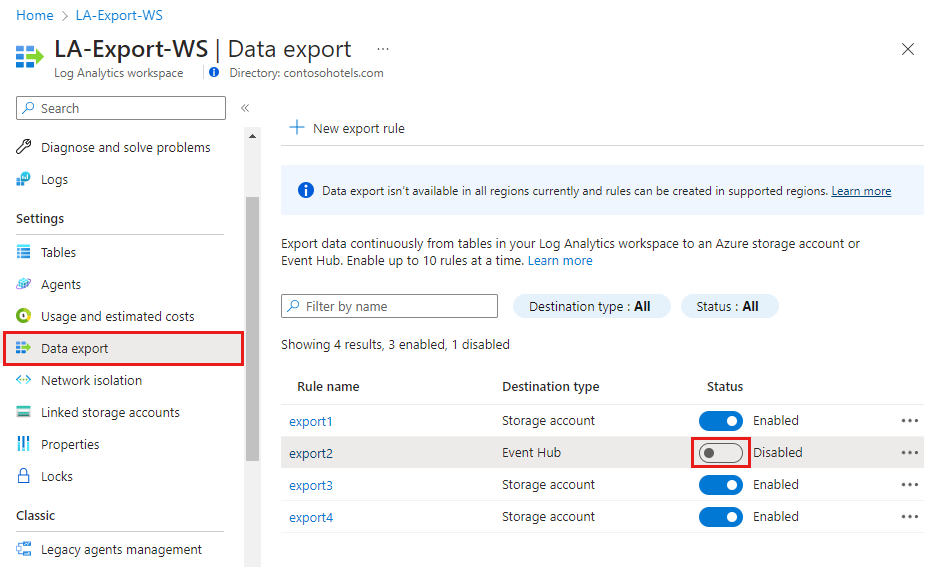 Home > LA-Export-WS
LA-Export-WS | Data export ...
Log Analytics workspace
Directory: contosohotels.com
Search
«
Diagnose and solve problems
Logs
Settings
Tables
Agents
Usage and estimated costs
Data export
Network isolation
Linked storage accounts
Properties
Locks
Classic
Legacy agents management
+ New export rule
Data export isn't available in all regions currently and rules can be created in supported regions. Learn more
Export data continuously from tables in your Log Analytics workspace to an Azure storage account or
Event Hub. Enable up to 10 rules at a time. Learn more
Filter by name
Destination type : All
Status : All
Showing 4 results, 3 enabled, 1 disabled
Rule name Destination type Status
export1 Storage account Enabled ...
export2 Event Hub Disabled ...
export3 Storage account Enabled ...
export4 Storage account Enabled ...